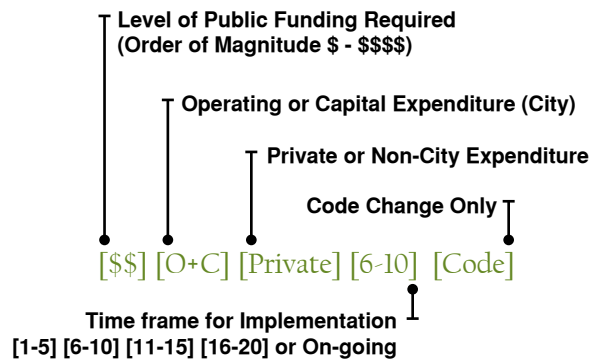 Level of Public Funding Required
(Order of Magnitude $ - $$$$)
Operating or Capital Expenditure (City)
Private or Non-City Expenditure
Code Change Only
[$$] [O+C] [Private] [6-10] [Code]
Time frame for Implementation
[1-5] [6-10] [11-15] [16-20] or On-going